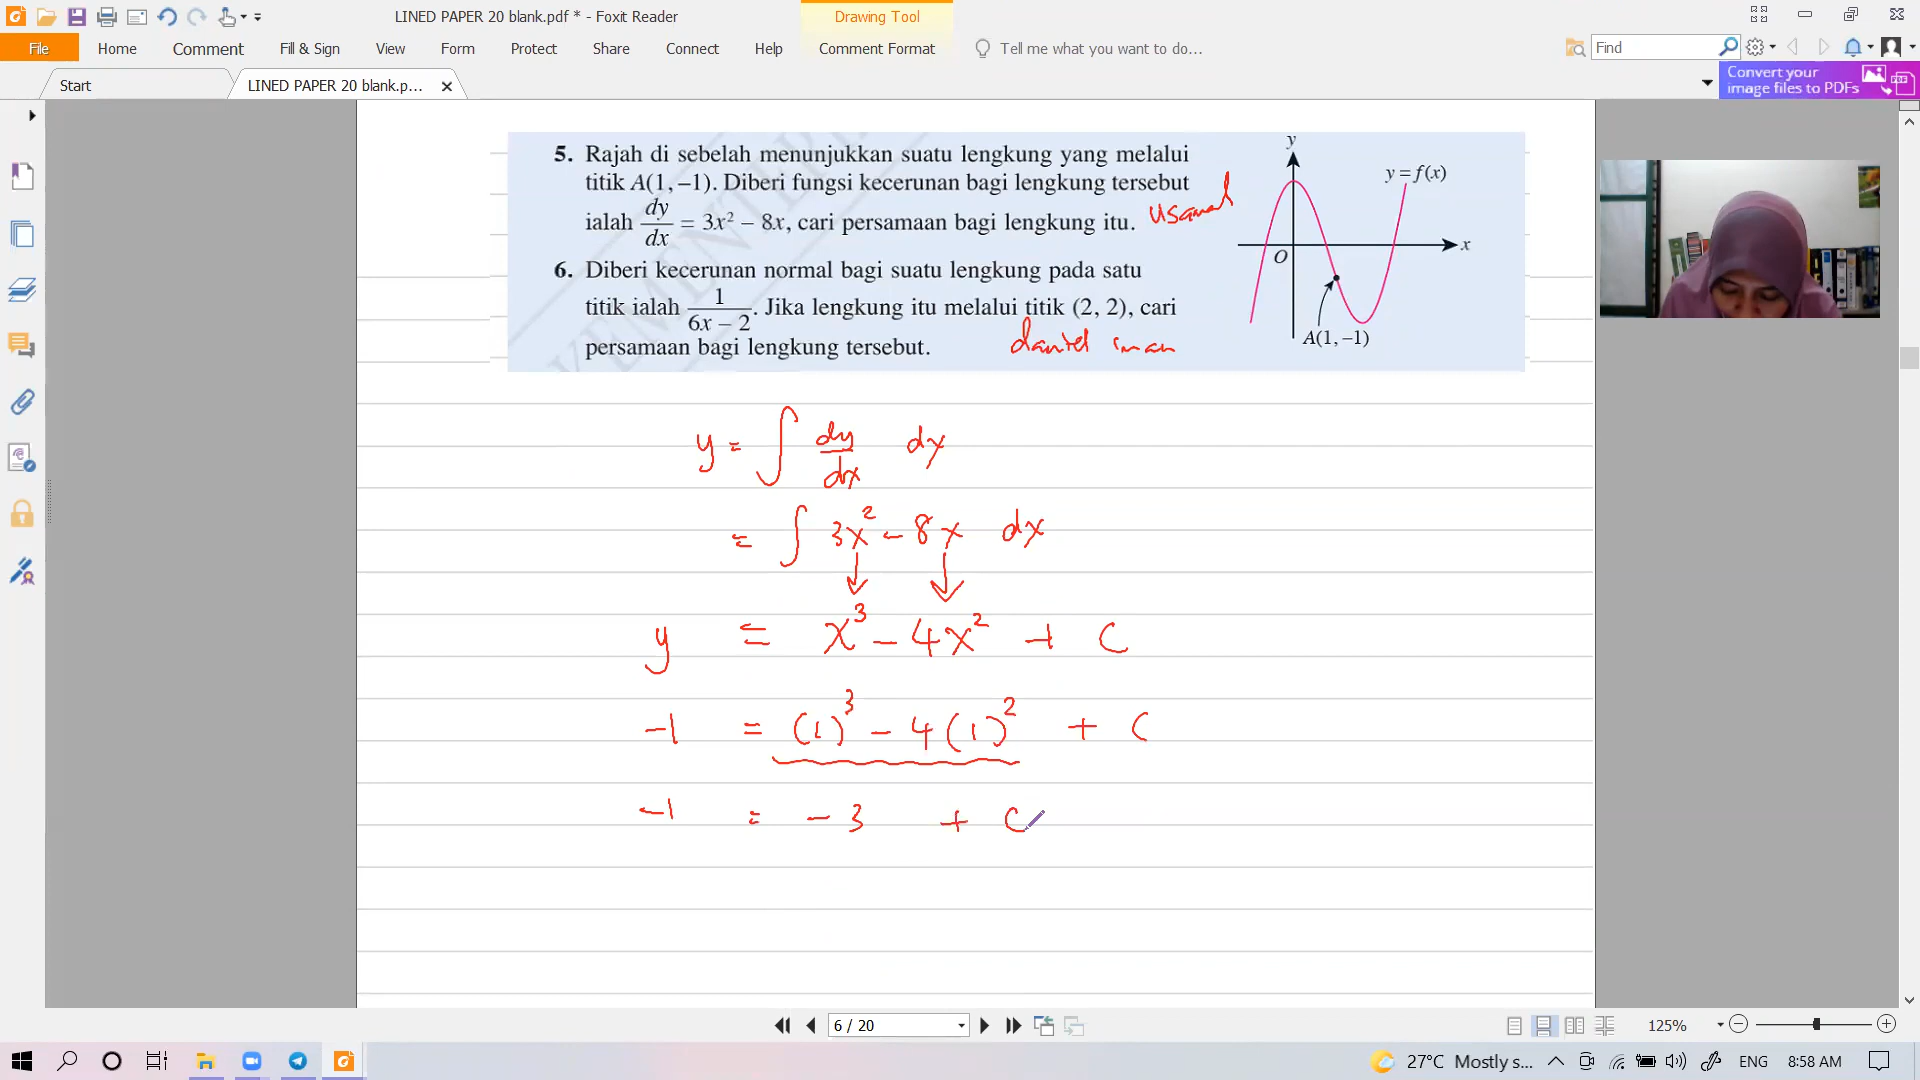 LINED PAPER 20 blank.pdf * - Foxit Reader
Drawing Tool
File Home Comment Fill & Sign View Form Protect Share Connect Help Comment Format Tell me what you want to do... Find
Start LINED PAPER 20 blank.p... Convert your image files to PDFs
5. Rajah di sebelah menunjukkan suatu lengkung yang melalui
titik A(1, −1). Diberi fungsi kecerunan bagi lengkung tersebut
ialah dy/dx = 3x² − 8x, cari persamaan bagi lengkung itu. usamah
6. Diberi kecerunan normal bagi suatu lengkung pada satu
titik ialah 1/(6x − 2). Jika lengkung itu melalui titik (2, 2), cari
persamaan bagi lengkung tersebut. daniel iman
y
y = f(x)
O
x
A(1, −1)
KEMENT
y = ∫ dy/dx dx
= ∫ 3x² − 8x dx
y = x³ − 4x² + C
−1 = (1)³ − 4(1)² + C
−1 = −3 + C
6 / 20
125%
27°C Mostly s... ENG 8:58 AM